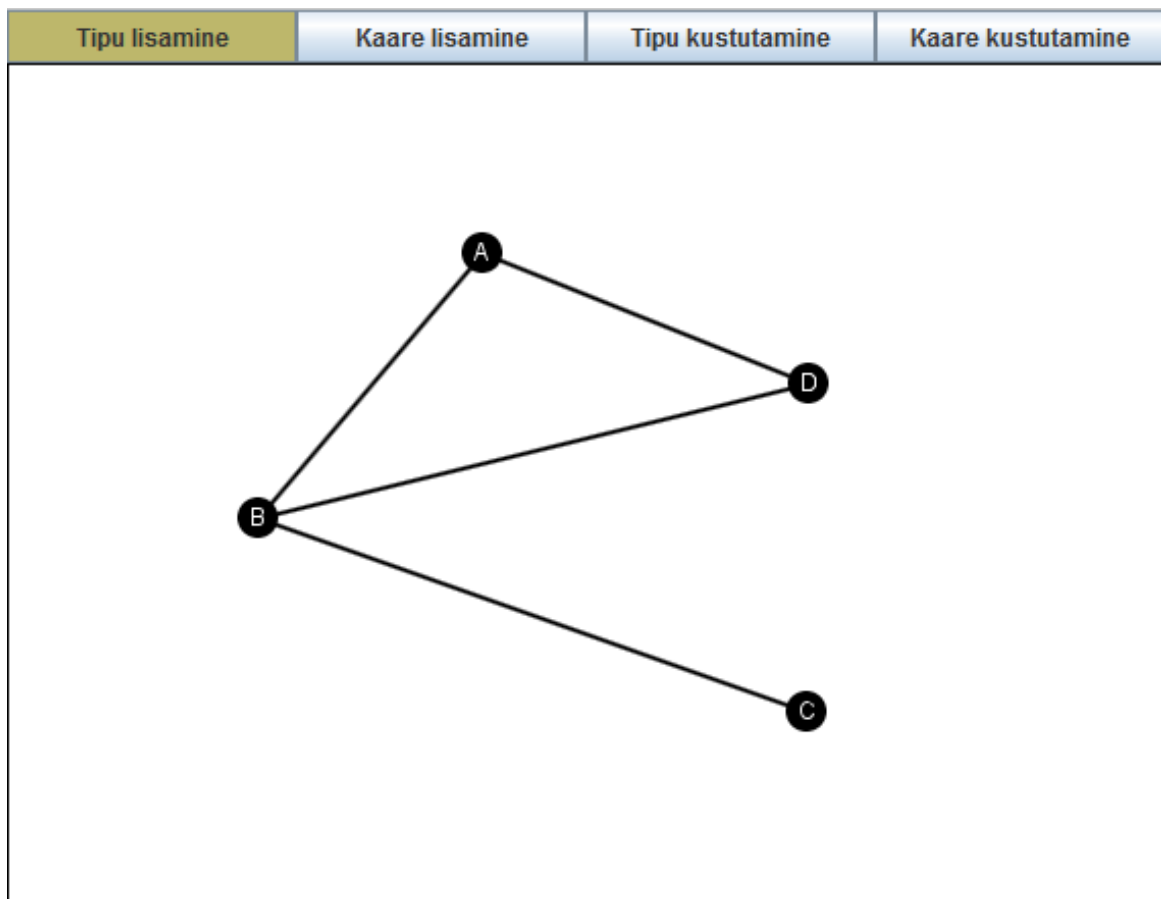 Tipu lisamine
Kaare lisamine
Tipu kustutamine
Kaare kustutamine
A
D
B
C